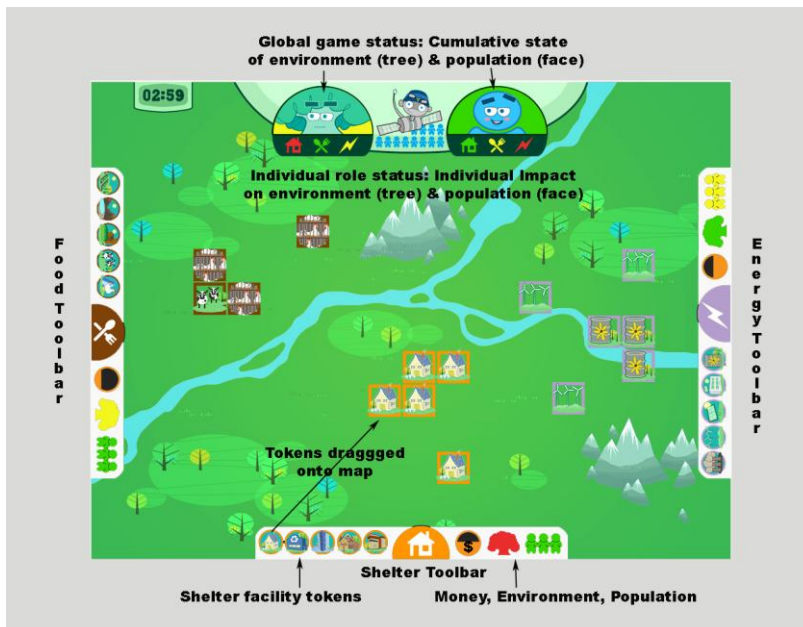 Global game status: Cumulative state
of environment (tree) & population (face)
02:59
Individual role status: Individual Impact
on environment (tree) & population (face)
Food Toolbar
Energy Toolbar
Tokens draggged
onto map
$
Shelter Toolbar
Shelter facility tokens
Money, Environment, Population